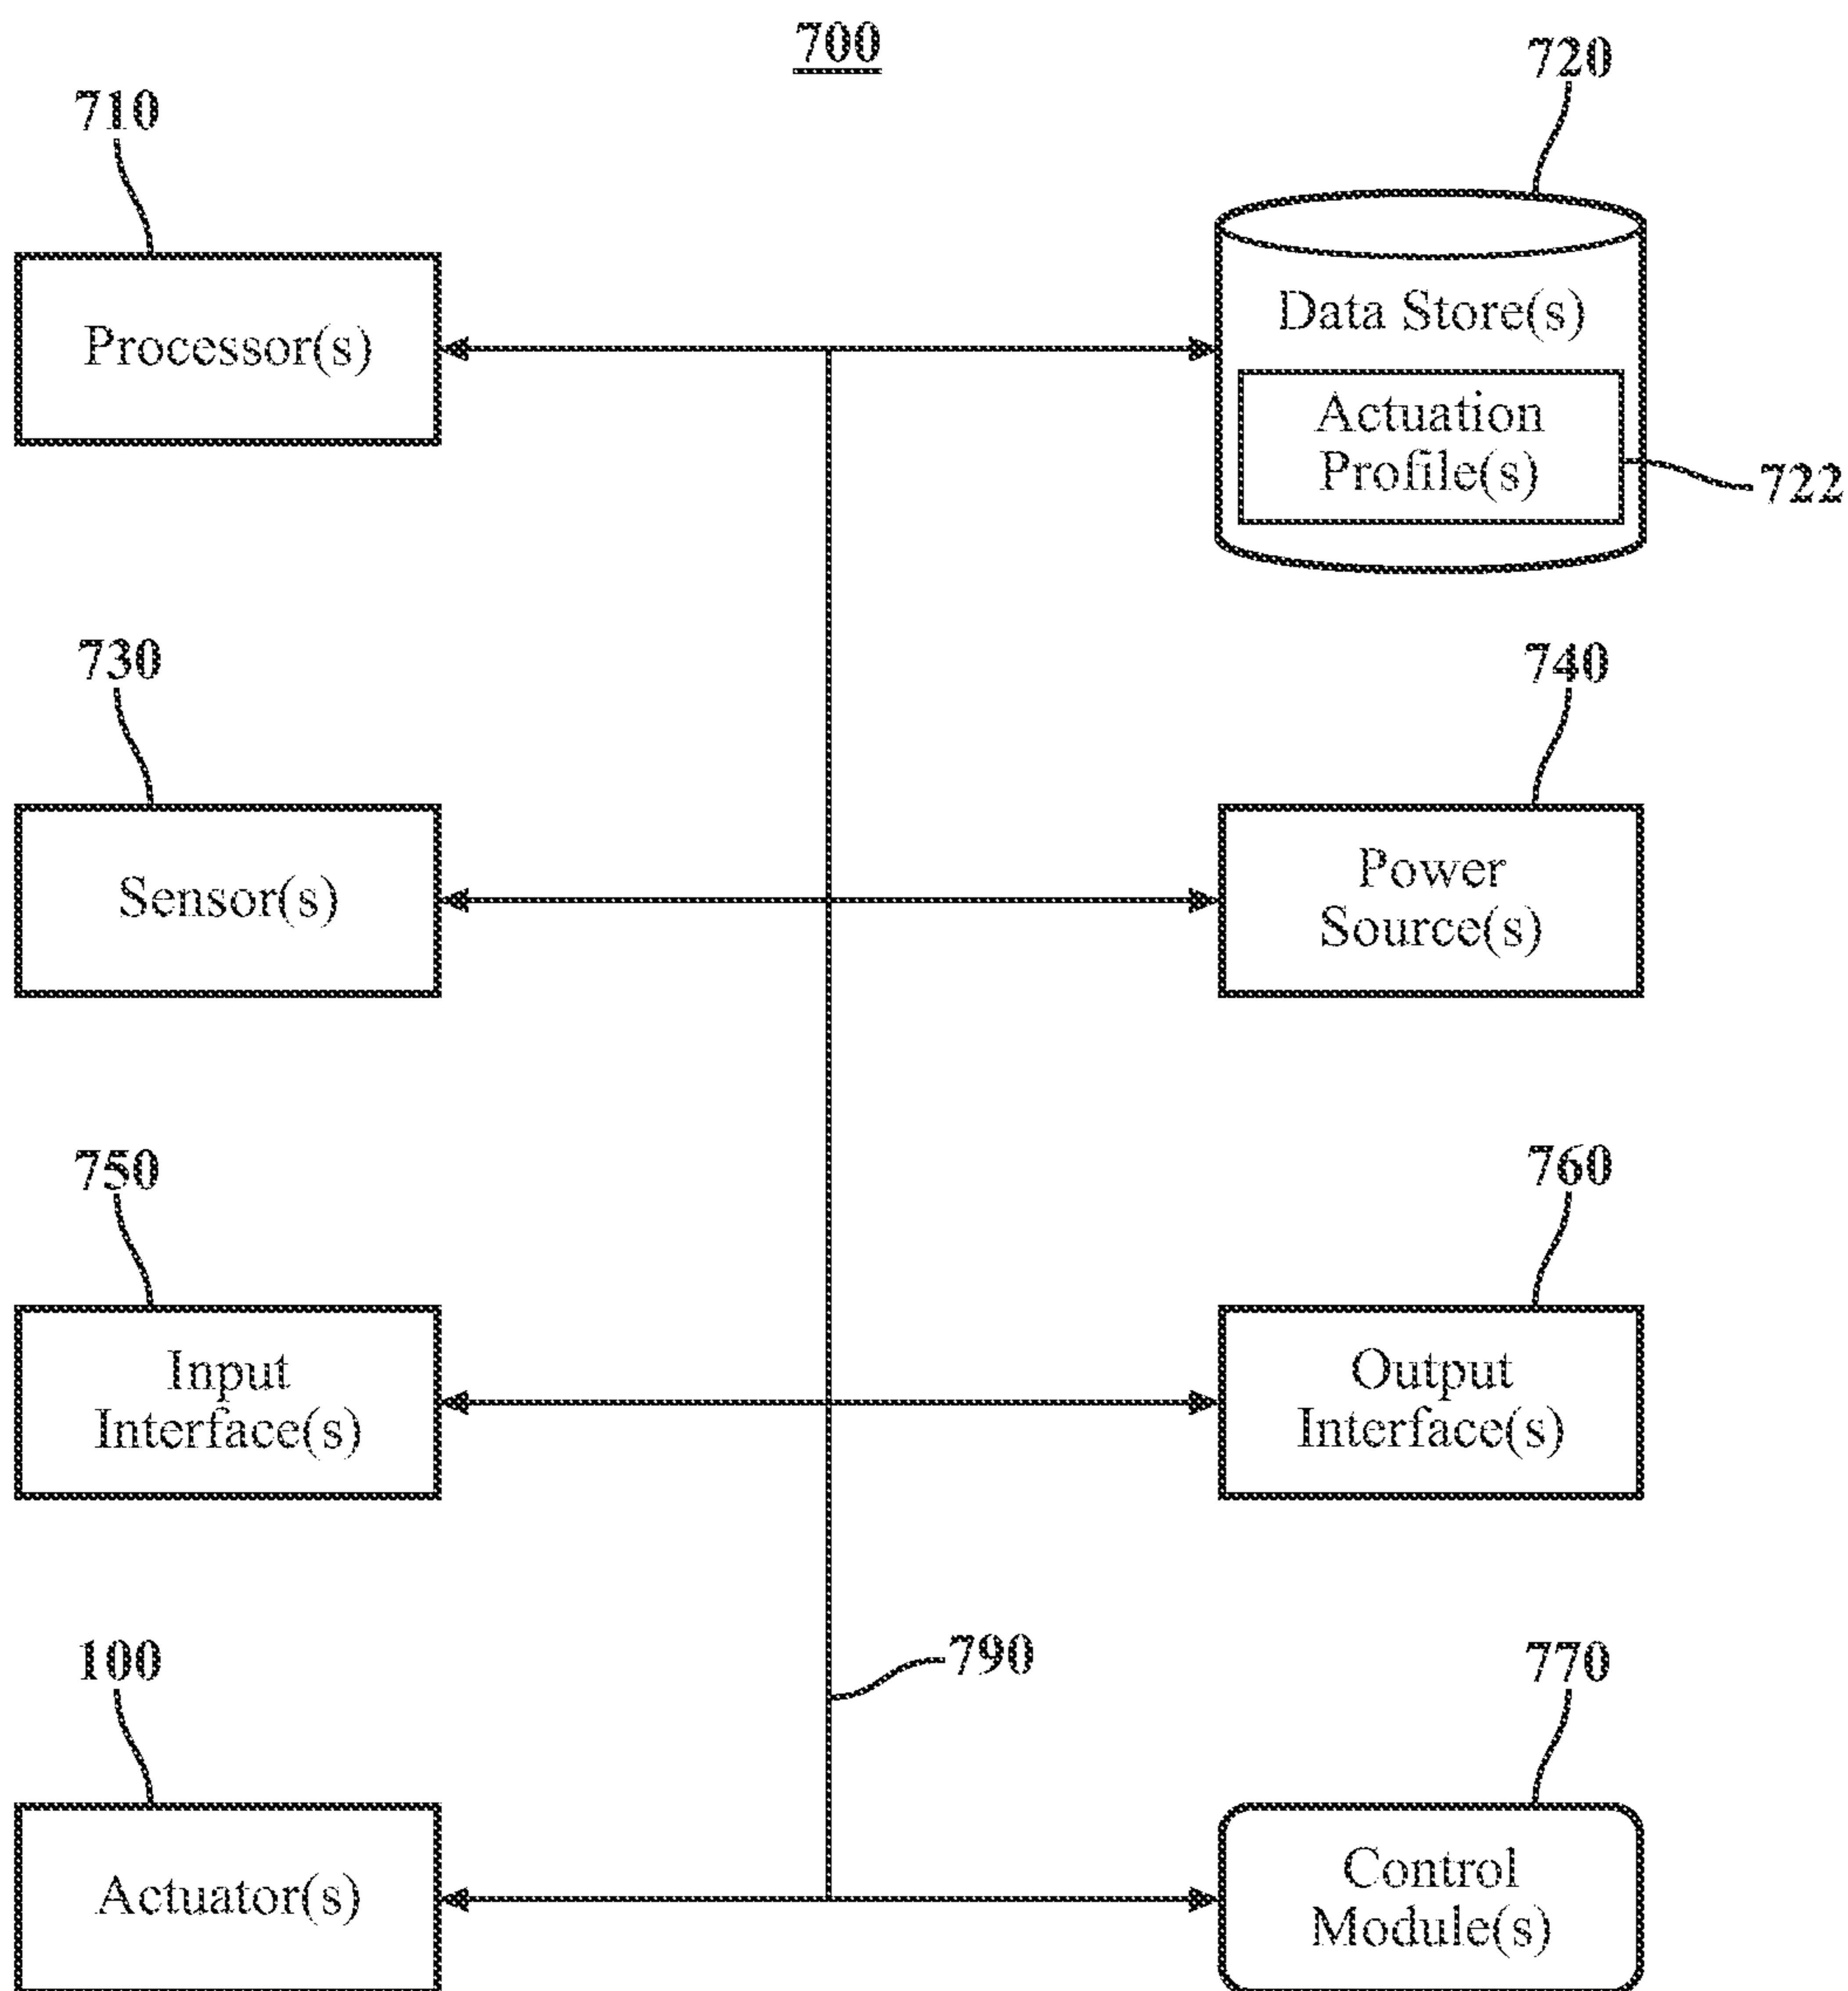 700
710
720
Processor(s)
Data Store(s)
Actuation
Profile(s)
722
730
740
Sensor(s)
Power
Source(s)
750
760
Input
Interface(s)
Output
Interface(s)
100
790
770
Actuator(s)
Control
Module(s)